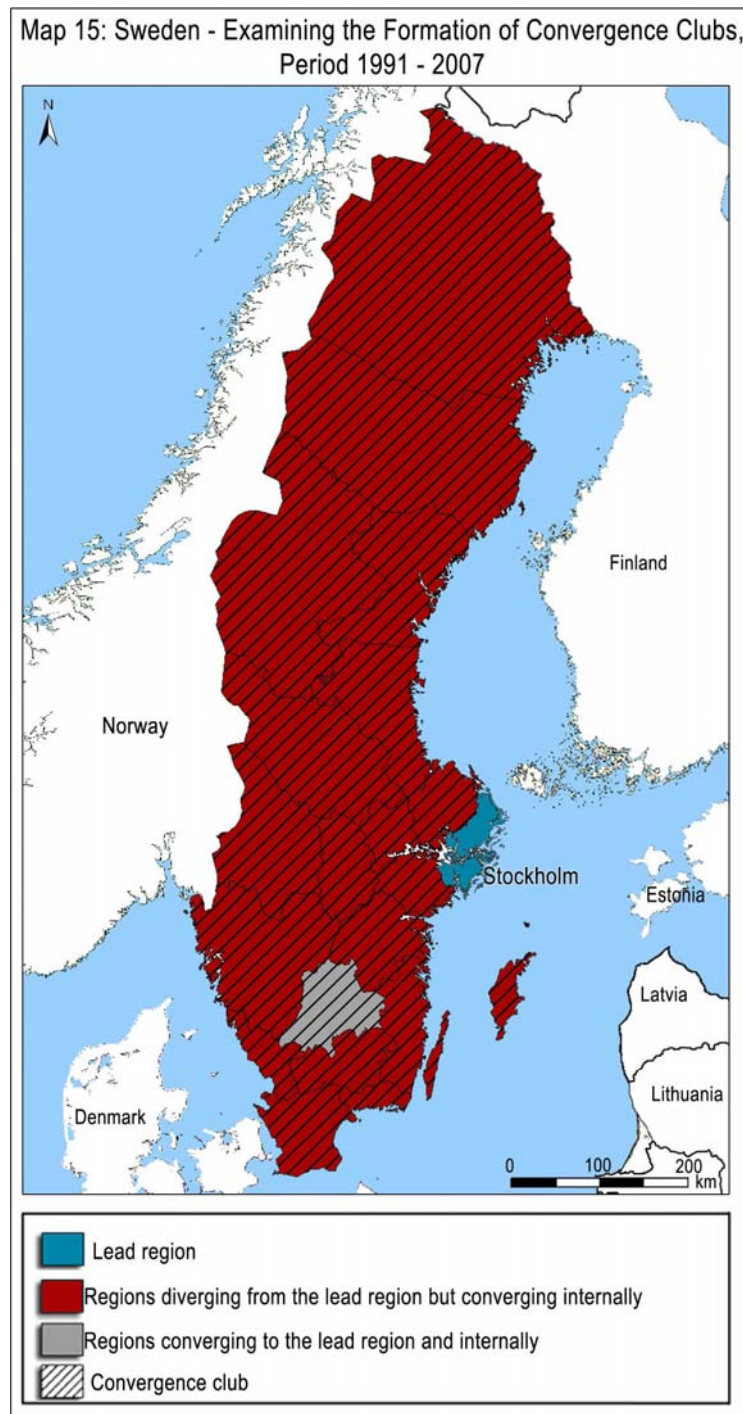 Map 15: Sweden - Examining the Formation of Convergence Clubs,
Period 1991 - 2007
N
Finland
Norway
Stockholm
Estonia
Latvia
Lithuania
Denmark
0 100 200
km
Lead region
Regions diverging from the lead region but converging internally
Regions converging to the lead region and internally
Convergence club